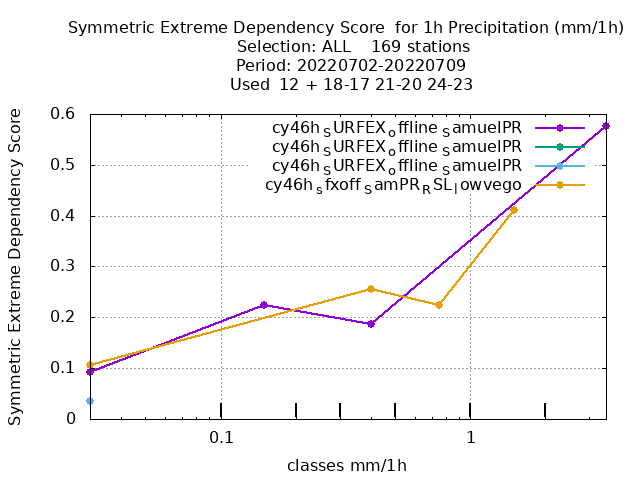 Symmetric Extreme Dependency Score  for 1h Precipitation (mm/1h)
Selection: ALL    169 stations
Period: 20220702-20220709
Used  12 + 18-17 21-20 24-23
Symmetric Extreme Dependency Score
0.6
0.5
0.4
0.3
0.2
0.1
0
cy46h_SURFEX_offline_SamuelPR
cy46h_SURFEX_offline_SamuelPR
cy46h_SURFEX_offline_SamuelPR
cy46h_sfxoff_SamPR_RSL_lowvego
0.1
1
classes mm/1h